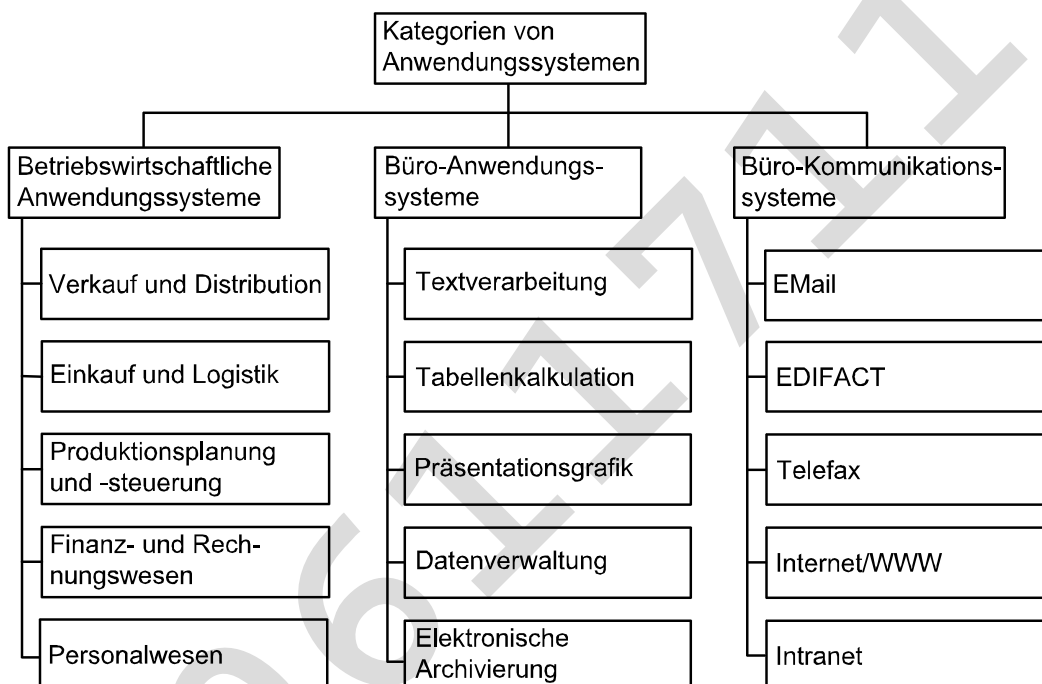 Kategorien von
Anwendungssystemen
Betriebswirtschaftliche
Anwendungssysteme
Verkauf und Distribution
Einkauf und Logistik
Produktionsplanung
und -steuerung
Finanz- und Rech-
nungswesen
Personalwesen
Büro-Anwendungs-
systeme
Textverarbeitung
Tabellenkalkulation
Präsentationsgrafik
Datenverwaltung
Elektronische
Archivierung
Büro-Kommunikations-
systeme
EMail
EDIFACT
Telefax
Internet/WWW
Intranet